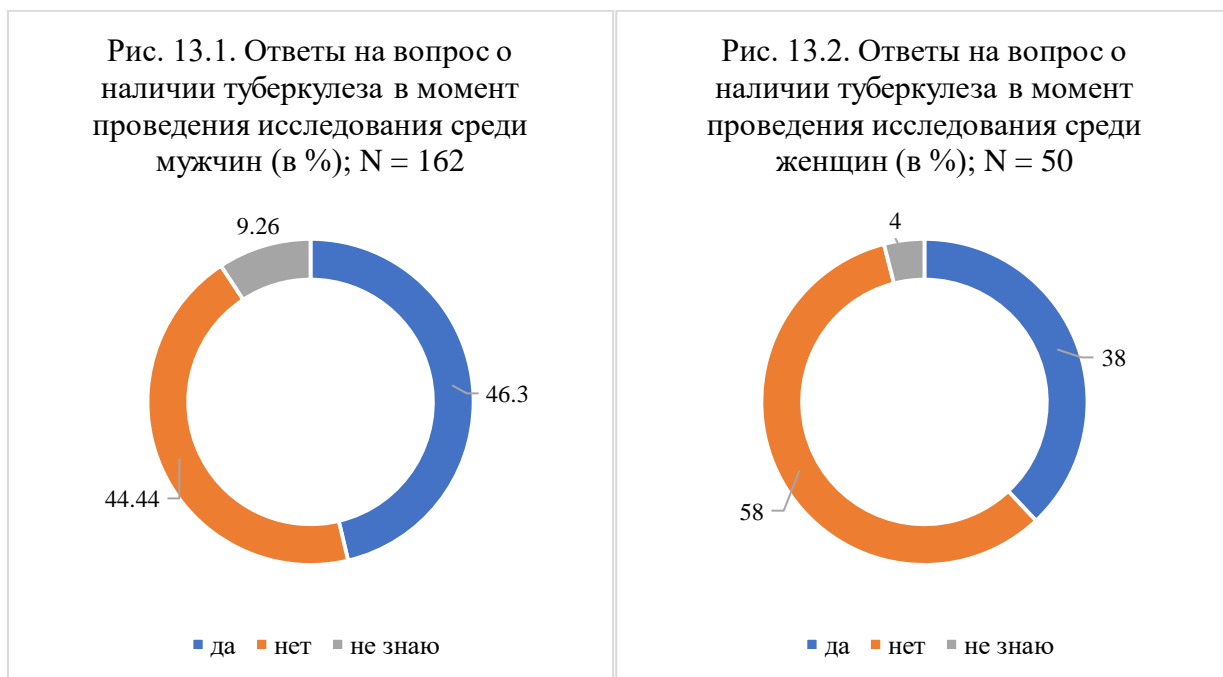 Рис. 13.1. Ответы на вопрос о
наличии туберкулеза в момент
проведения исследования среди
мужчин (в %); N = 162
9.26
46.3
44.44
да нет не знаю
Рис. 13.2. Ответы на вопрос о
наличии туберкулеза в момент
проведения исследования среди
женщин (в %); N = 50
4
38
58
да нет не знаю